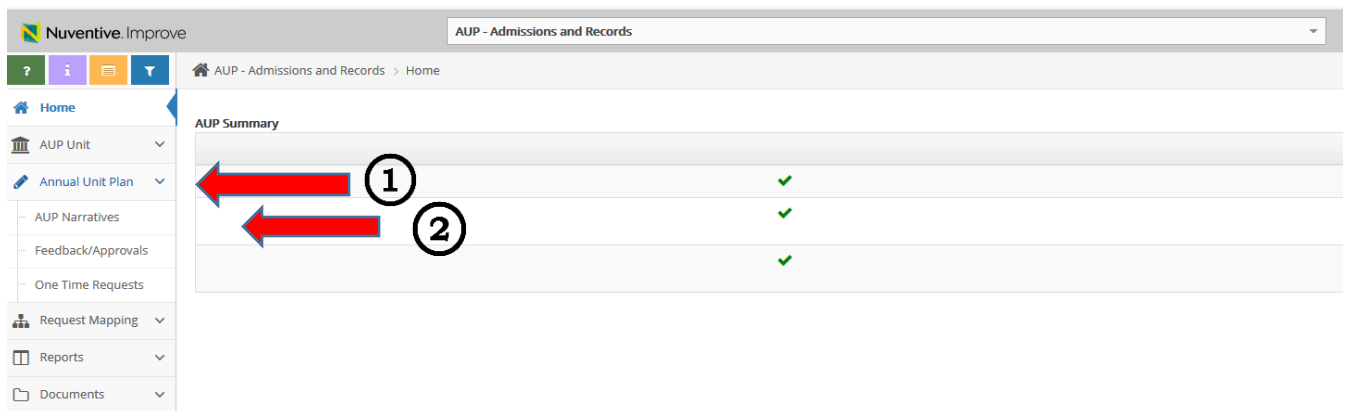 Nuventive. Improve
AUP - Admissions and Records
? i
AUP - Admissions and Records > Home
Home
AUP Summary
AUP Unit
Annual Unit Plan
1
AUP Narratives
2
Feedback/Approvals
One Time Requests
Request Mapping
Reports
Documents